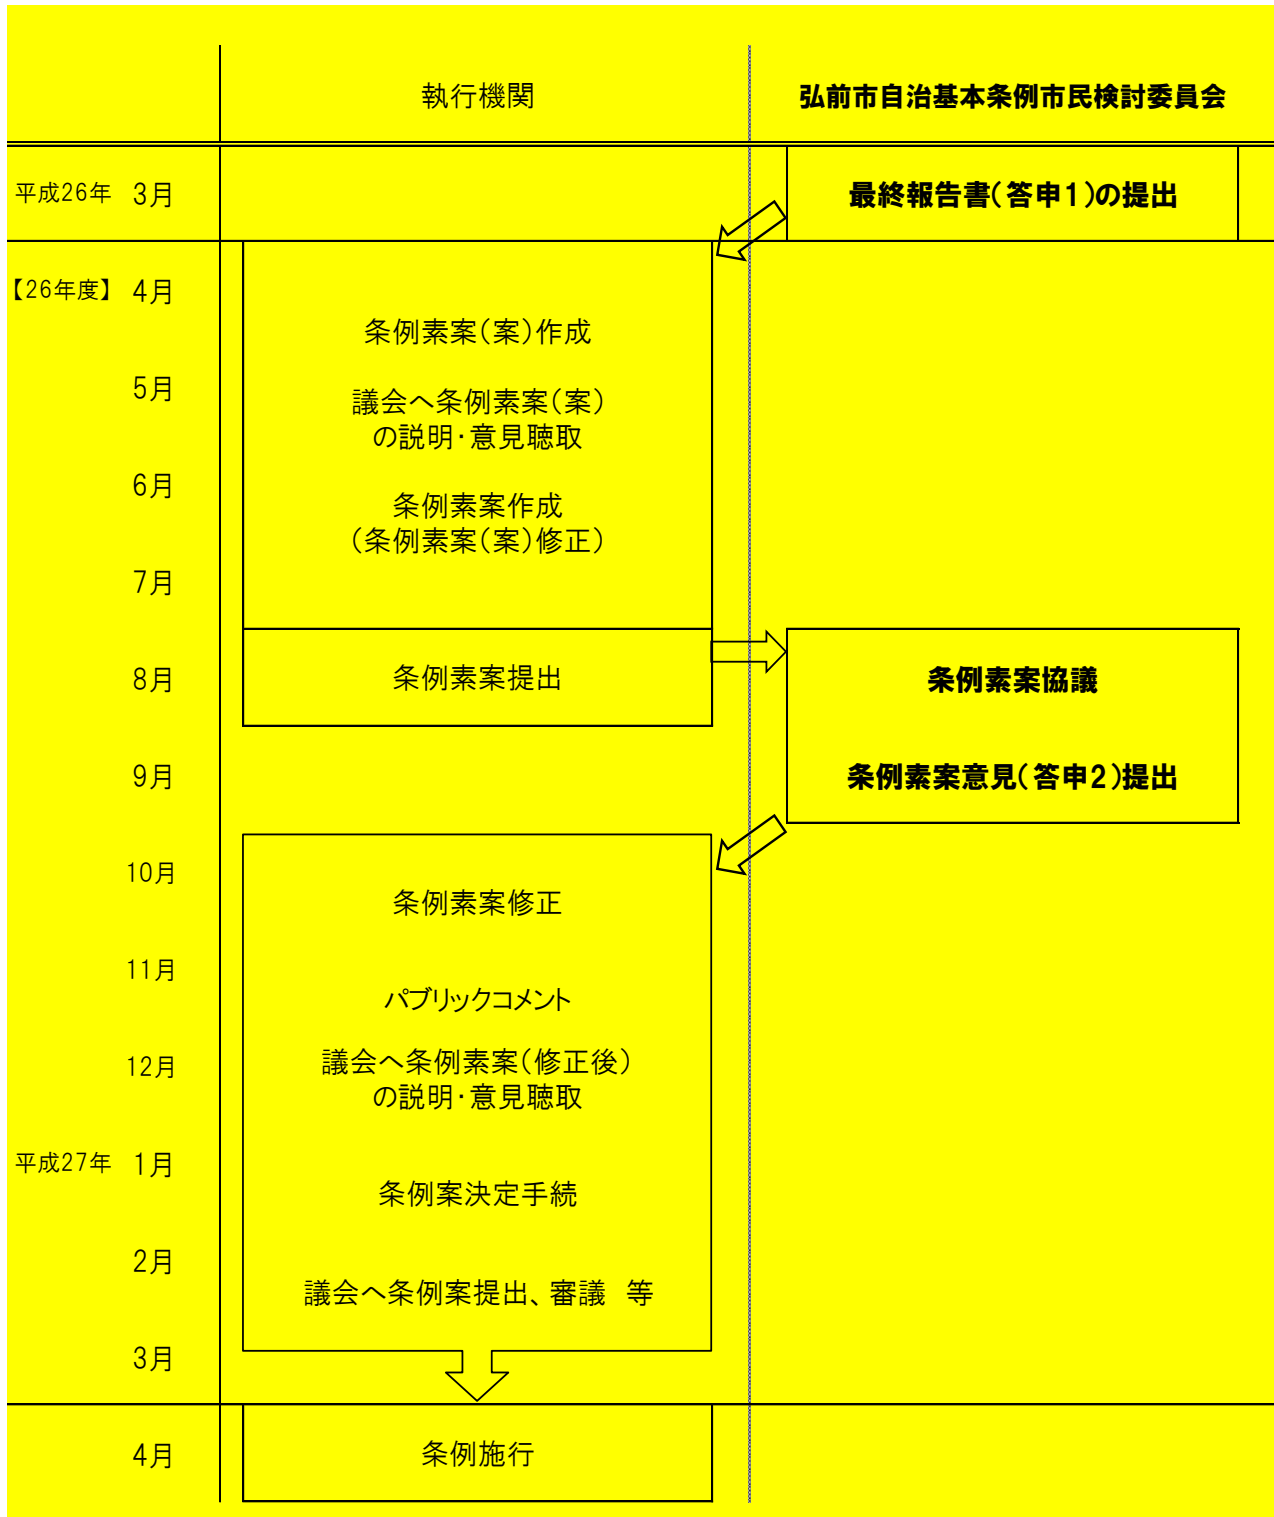 執行機関
弘前市自治基本条例市民検討委員会
平成26年 3月
最終報告書(答申1)の提出
【26年度】 4月
条例素案(案)作成
5月
議会へ条例素案(案)
の説明・意見聴取
6月
条例素案作成
(条例素案(案)修正)
7月
8月
条例素案提出
条例素案協議
9月
条例素案意見(答申2)提出
10月
条例素案修正
11月
パブリックコメント
12月
議会へ条例素案(修正後)
の説明・意見聴取
平成27年 1月
条例案決定手続
2月
議会へ条例案提出、審議 等
3月
4月
条例施行